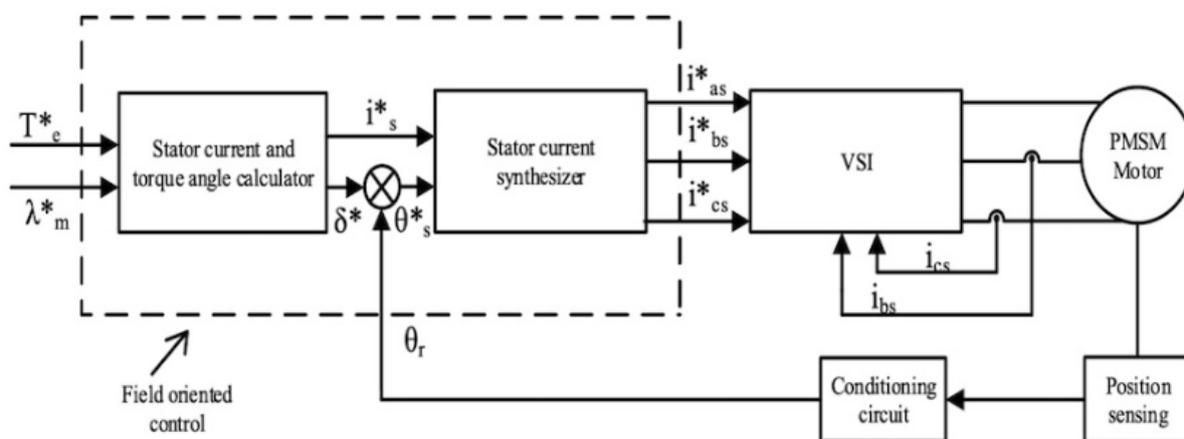 T*e
λ*m
Stator current and
torque angle calculator
i*s
δ*
θ*s
Stator current
synthesizer
i*as
i*bs
i*cs
VSI
PMSM
Motor
ics
ibs
θr
Field oriented
control
Conditioning
circuit
Position
sensing